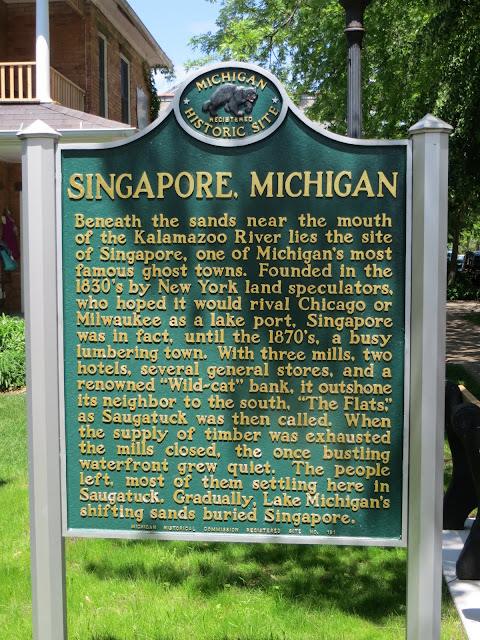 MICHIGAN
REGISTERED
HISTORIC SITE
SINGAPORE, MICHIGAN
Beneath the sands near the mouth
of the Kalamazoo River lies the site
of Singapore, one of Michigan's most
famous ghost towns. Founded in the
1830's by New York land speculators,
who hoped it would rival Chicago or
Milwaukee as a lake port, Singapore
was in fact, until the 1870's, a busy
lumbering town. With three mills, two
hotels, several general stores, and a
renowned "Wild-cat" bank, it outshone
its neighbor to the south, "The Flats,"
as Saugatuck was then called. When
the supply of timber was exhausted
the mills closed, the once bustling
waterfront grew quiet. The people
left, most of them settling here in
Saugatuck. Gradually, Lake Michigan's
shifting sands buried Singapore.
MICHIGAN HISTORICAL COMMISSION REGISTERED SITE NO.